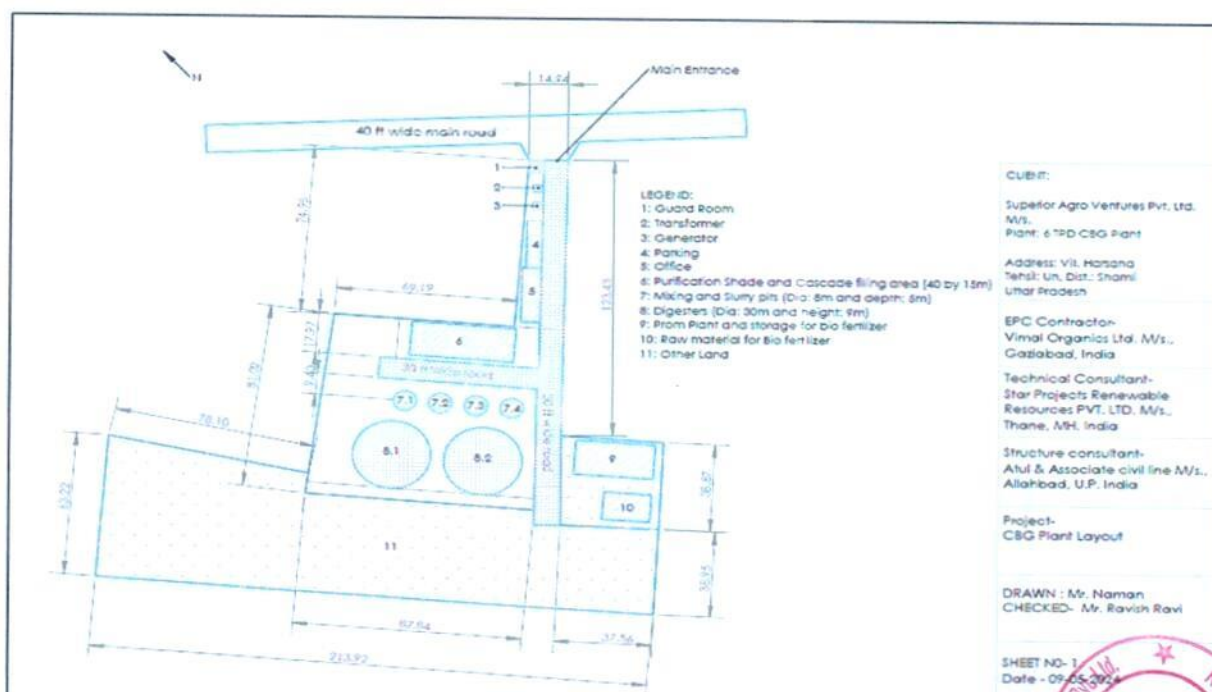 N
14.94
Main Entrance
40 ft wide main road
1
2
3
4
5
6
7.1
7.2
7.3
7.4
8.1
8.2
9
10
11
69.19
123.43
78.10
87.84
213.92
37.56
LEGEND:
1: Guard Room
2: Transformer
3: Generator
4: Parking
5: Office
6: Purification Shade and Cascade filling area (40 by 15m)
7: Mixing and Slurry pits (Dia: 8m and depth: 5m)
8: Digesters (Dia: 30m and height: 9m)
9: Prom Plant and storage for bio fertilizer
10: Raw material for Bio fertilizer
11: Other Land
CLIENT:
Superior Agro Ventures Pvt. Ltd.
M/s.
Plant: 6 TPD CBG Plant
Address: Vil. Harsana
Tehsil: Un, Dist.: Shamli
Uttar Pradesh
EPC Contractor-
Vimal Organics Ltd. M/s.,
Gaziabad, India
Technical Consultant-
Star Projects Renewable
Resources PVT. LTD. M/s.,
Thane, MH, India
Structure consultant-
Atul & Associate civil line M/s.,
Allahbad, U.P. India
Project-
CBG Plant Layout
DRAWN : Mr. Naman
CHECKED- Mr. Ravish Ravi
SHEET NO- 1
Date - 09-05-2024